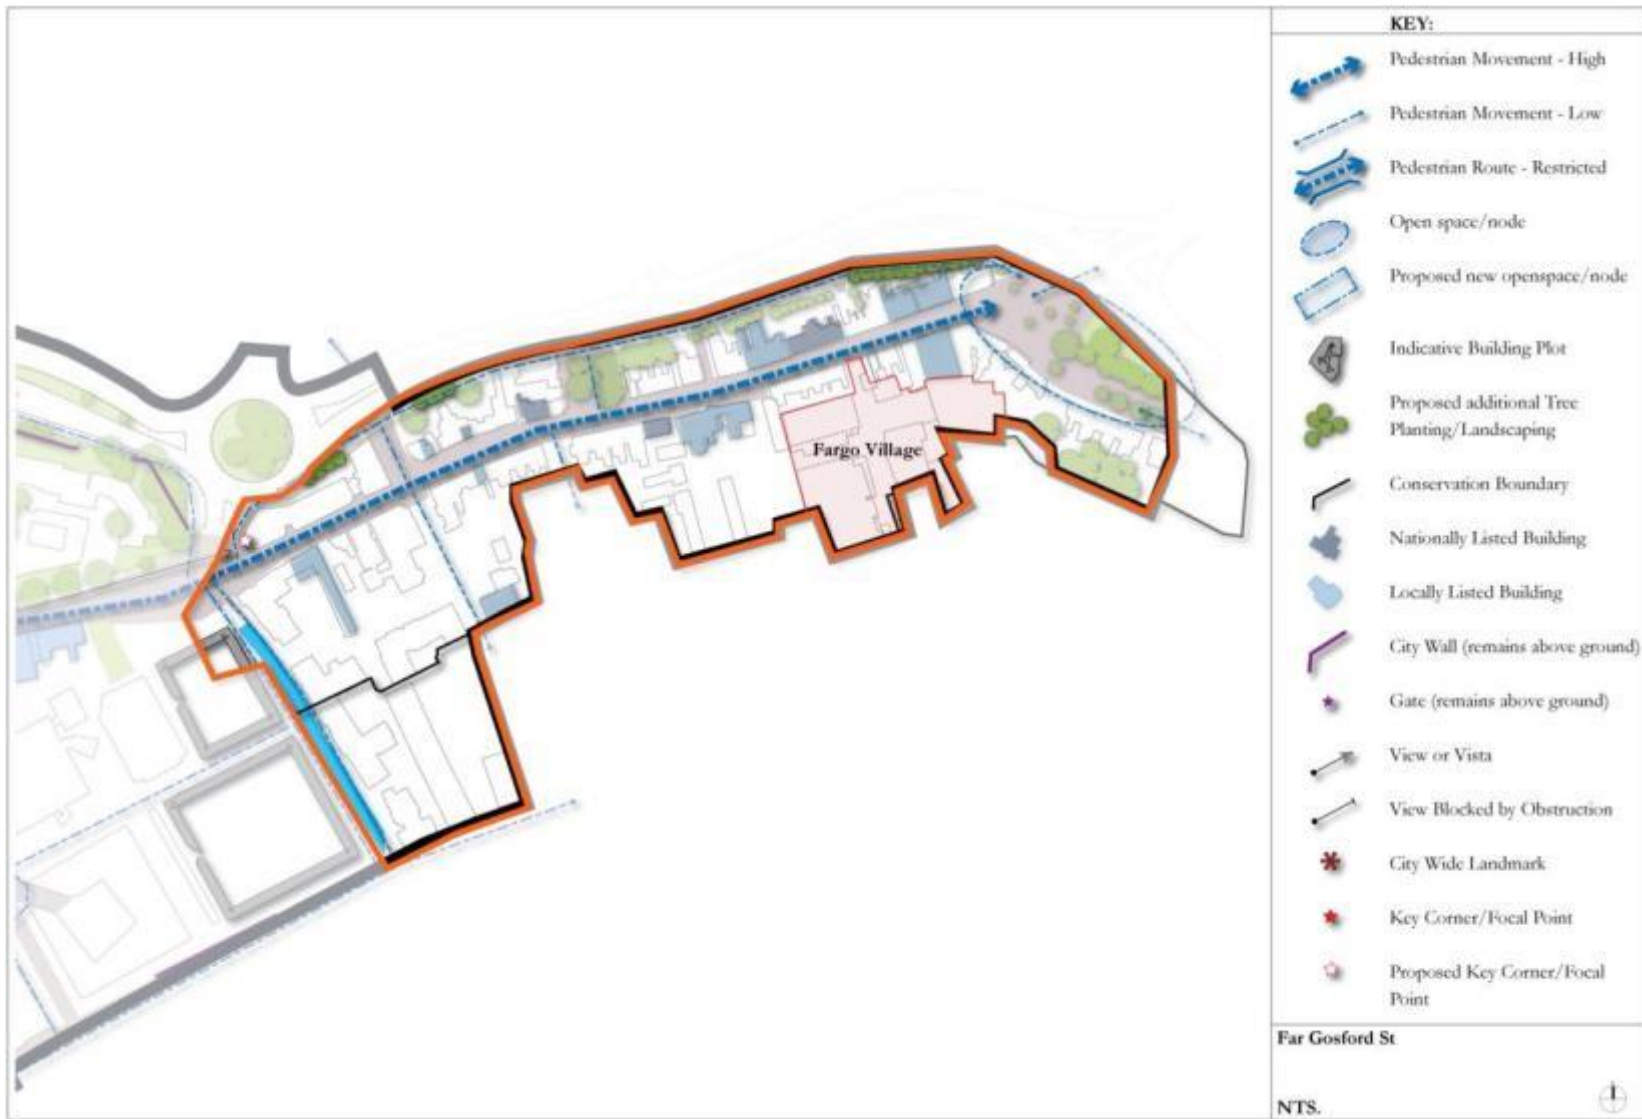 KEY:
Pedestrian Movement - High
Pedestrian Movement - Low
Pedestrian Route - Restricted
Open space/node
Proposed new openspace/node
Indicative Building Plot
Proposed additional Tree
Planting/Landscaping
Conservation Boundary
Nationally Listed Building
Locally Listed Building
City Wall (remains above ground)
Gate (remains above ground)
View or Vista
View Blocked by Obstruction
City Wide Landmark
Key Corner/Focal Point
Proposed Key Corner/Focal
Point
Fargo Village
Far Gosford St
NTS.